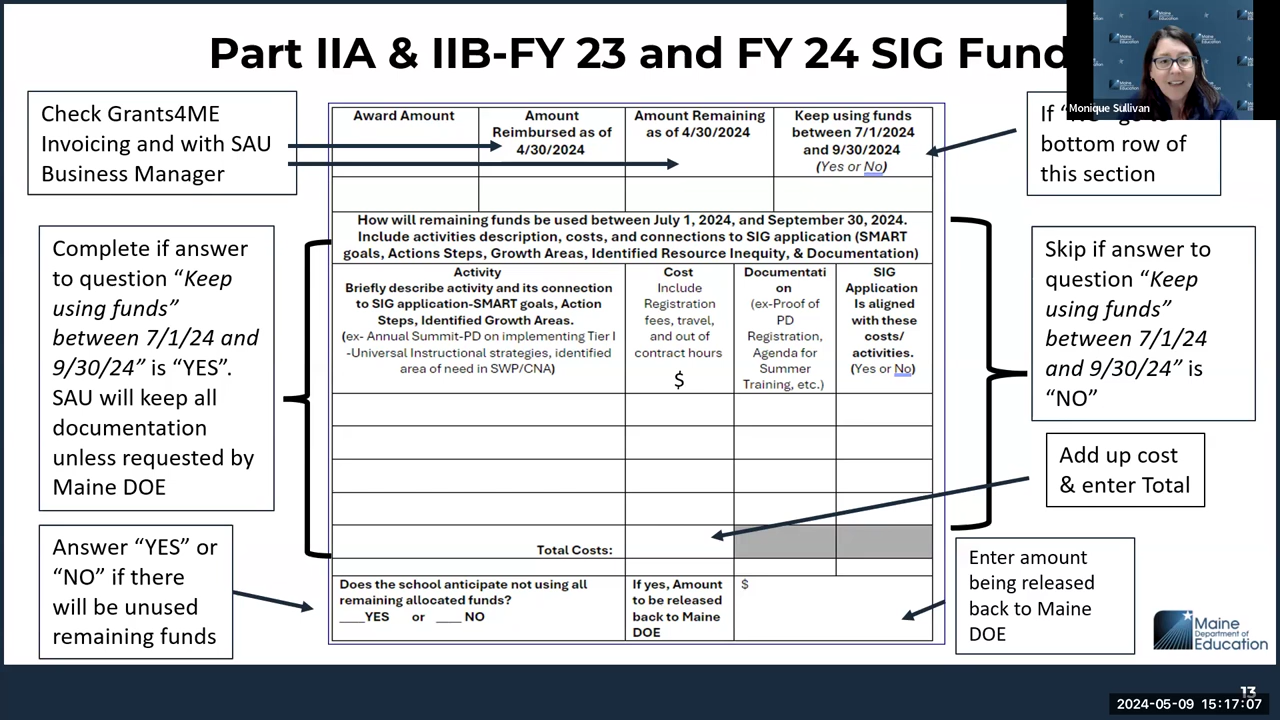 Part IIA & IIB-FY 23 and FY 24 SIG Fund
Maine
Department of
Education
Monique Sullivan
Check Grants4ME
Invoicing and with SAU
Business Manager
If
bottom row of
this section
Award Amount
Amount
Reimbursed as of
4/30/2024
Amount Remaining
as of 4/30/2024
Keep using funds
between 7/1/2024
and 9/30/2024
(Yes or No)
How will remaining funds be used between July 1, 2024, and September 30, 2024.
Include activities description, costs, and connections to SIG application (SMART
goals, Actions Steps, Growth Areas, Identified Resource Inequity, & Documentation)
Activity
Briefly describe activity and its connection
to SIG application-SMART goals, Action
Steps, Identified Growth Areas.
(ex- Annual Summit-PD on implementing Tier I
-Universal Instructional strategies, identified
area of need in SWP/CNA)
Cost
Include
Registration
fees, travel,
and out of
contract hours
$
Documentati
on
(ex-Proof of
PD
Registration,
Agenda for
Summer
Training, etc.)
SIG
Application
Is aligned
with these
costs/
activities.
(Yes or No)
Total Costs:
Does the school anticipate not using all
remaining allocated funds?
____YES or ____ NO
If yes, Amount
to be released
back to Maine
DOE
$
Complete if answer
to question “Keep
using funds”
between 7/1/24 and
9/30/24” is “YES”.
SAU will keep all
documentation
unless requested by
Maine DOE
Answer “YES” or
“NO” if there
will be unused
remaining funds
Skip if answer to
question “Keep
using funds”
between 7/1/24
and 9/30/24” is
“NO”
Add up cost
& enter Total
Enter amount
being released
back to Maine
DOE
Maine
Department of
Education
13
2024-05-09 15:17:07